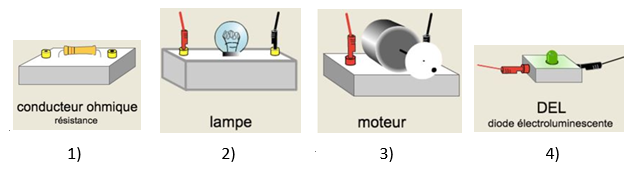 conducteur ohmique
résistance
lampe
moteur
DEL
diode électroluminescente
1)
2)
3)
4)